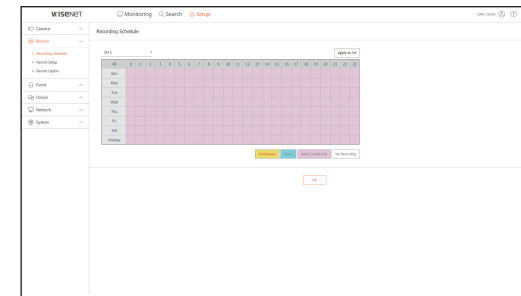 WISENET
Monitoring Search Setup
Camera
Record
Recording Schedule
Record Setup
Record Option
Event
Device
Network
System
Recording Schedule
CH 1
Apply to CH
All 0 1 2 3 4 5 6 7 8 9 10 11 12 13 14 15 16 17 18 19 20 21 22 23
Sun
Mon
Tue
Wed
Thu
Fri
Sat
Holiday
Continuous Event Both(Cont&Evt) No Recording
OK